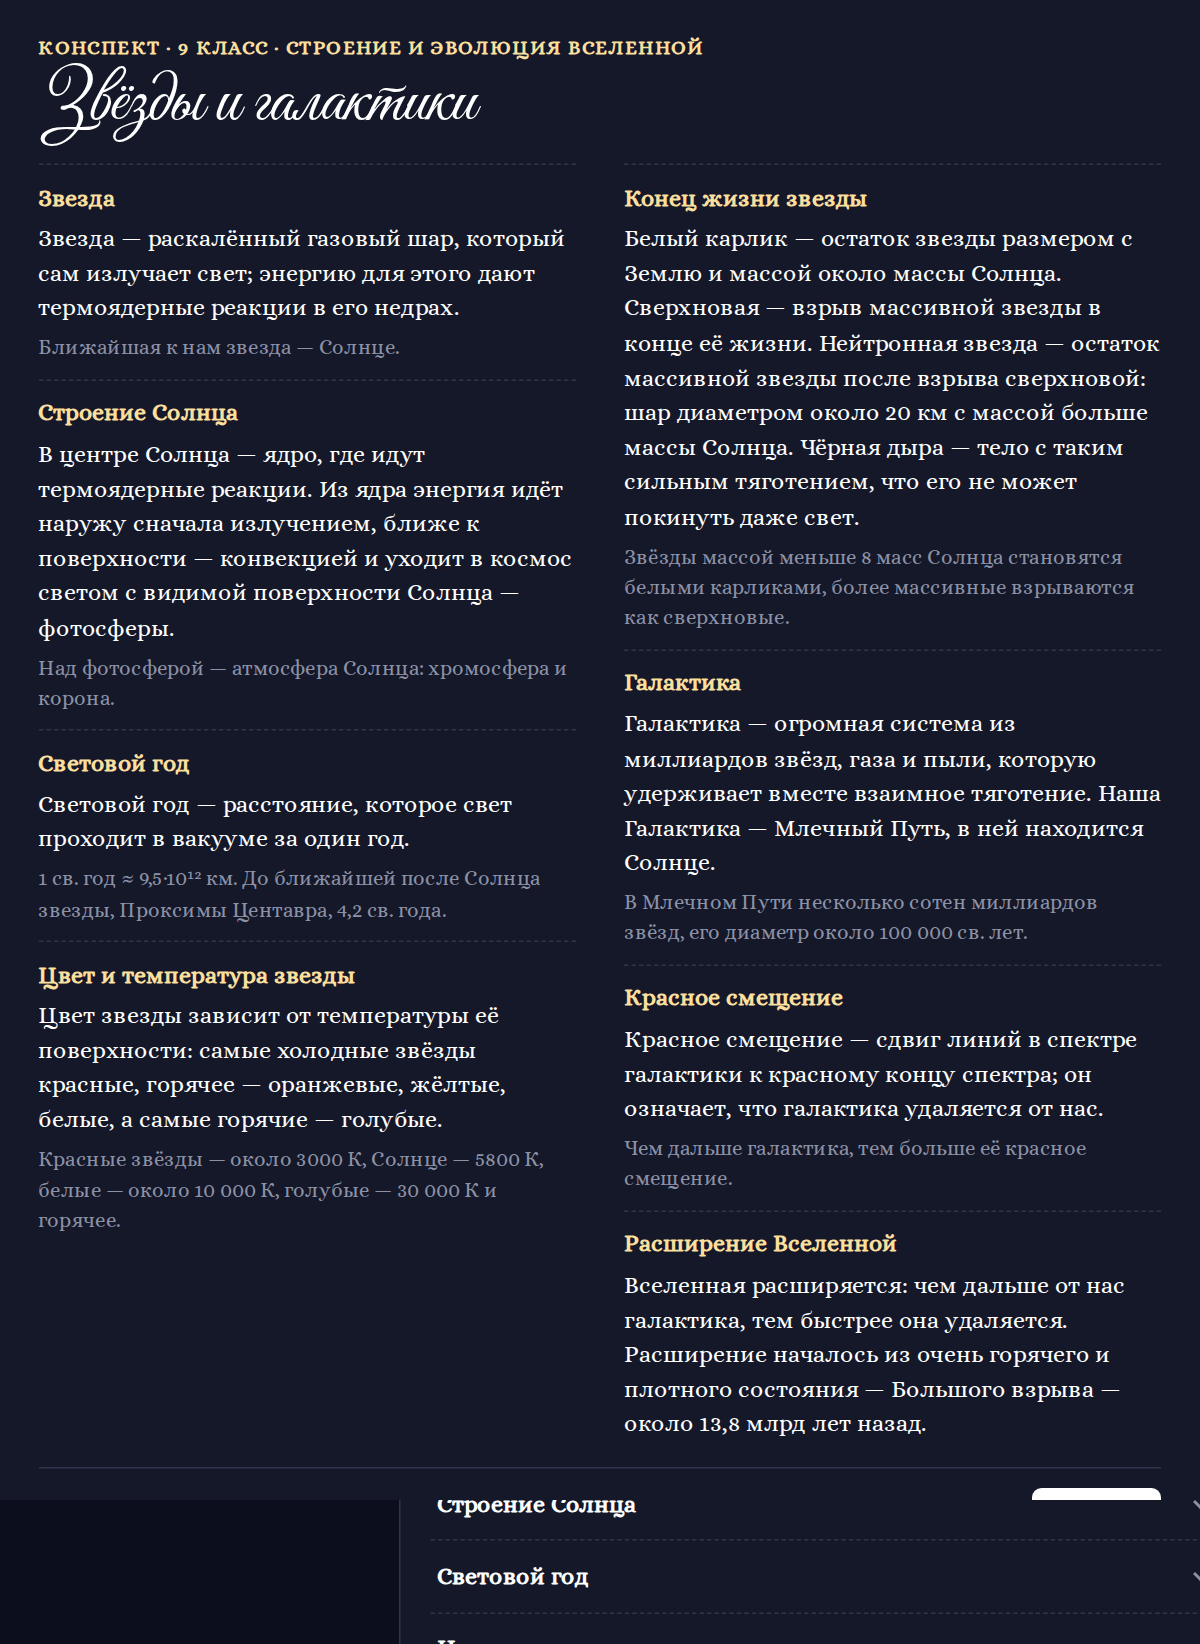 КОНСПЕКТ · 9 КЛАСС · СТРОЕНИЕ И ЭВОЛЮЦИЯ ВСЕЛЕННОЙ
Звёзды и галактики
Звезда
Звезда — раскалённый газовый шар, который
сам излучает свет; энергию для этого дают
термоядерные реакции в его недрах.
Ближайшая к нам звезда — Солнце.
Строение Солнца
В центре Солнца — ядро, где идут
термоядерные реакции. Из ядра энергия идёт
наружу сначала излучением, ближе к
поверхности — конвекцией и уходит в космос
светом с видимой поверхности Солнца —
фотосферы.
Над фотосферой — атмосфера Солнца: хромосфера и
корона.
Световой год
Световой год — расстояние, которое свет
проходит в вакууме за один год.
1 св. год ≈ 9,5·10¹² км. До ближайшей после Солнца
звезды, Проксимы Центавра, 4,2 св. года.
Цвет и температура звезды
Цвет звезды зависит от температуры её
поверхности: самые холодные звёзды
красные, горячее — оранжевые, жёлтые,
белые, а самые горячие — голубые.
Красные звёзды — около 3000 К, Солнце — 5800 К,
белые — около 10 000 К, голубые — 30 000 К и
горячее.
Конец жизни звезды
Белый карлик — остаток звезды размером с
Землю и массой около массы Солнца.
Сверхновая — взрыв массивной звезды в
конце её жизни. Нейтронная звезда — остаток
массивной звезды после взрыва сверхновой:
шар диаметром около 20 км с массой больше
массы Солнца. Чёрная дыра — тело с таким
сильным тяготением, что его не может
покинуть даже свет.
Звёзды массой меньше 8 масс Солнца становятся
белыми карликами, более массивные взрываются
как сверхновые.
Галактика
Галактика — огромная система из
миллиардов звёзд, газа и пыли, которую
удерживает вместе взаимное тяготение. Наша
Галактика — Млечный Путь, в ней находится
Солнце.
В Млечном Пути несколько сотен миллиардов
звёзд, его диаметр около 100 000 св. лет.
Красное смещение
Красное смещение — сдвиг линий в спектре
галактики к красному концу спектра; он
означает, что галактика удаляется от нас.
Чем дальше галактика, тем больше её красное
смещение.
Расширение Вселенной
Вселенная расширяется: чем дальше от нас
галактика, тем быстрее она удаляется.
Расширение началось из очень горячего и
плотного состояния — Большого взрыва —
около 13,8 млрд лет назад.
Строение Солнца
Световой год